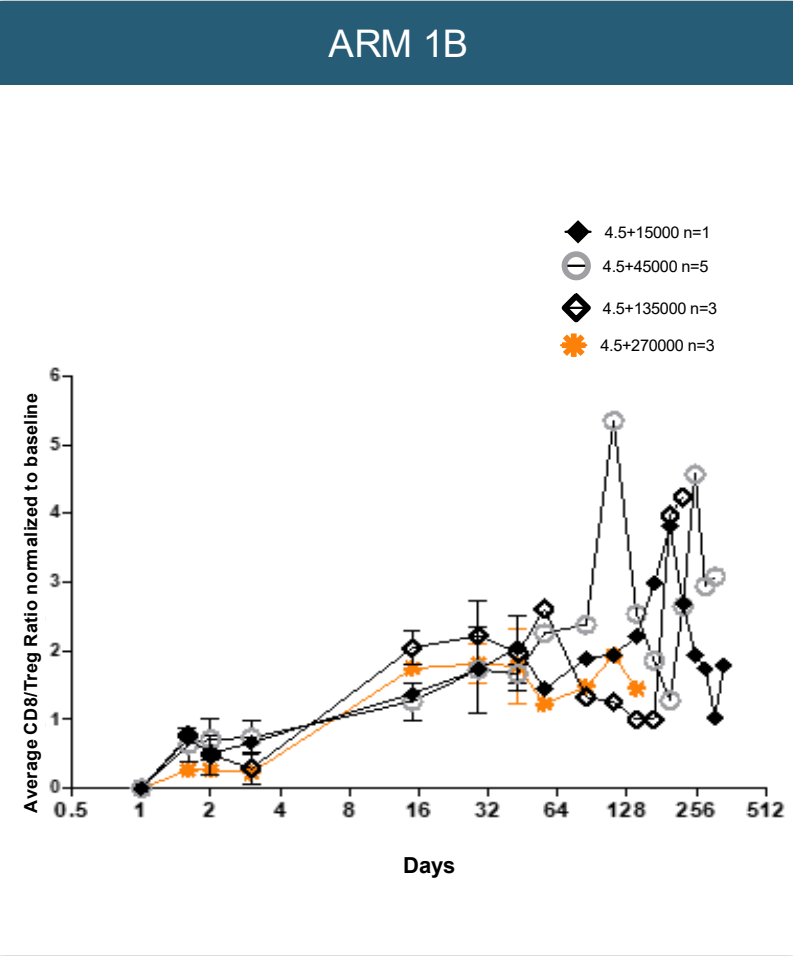 ARM 1B
4.5+15000 n=1
4.5+45000 n=5
4.5+135000 n=3
4.5+270000 n=3
Average CD8/Treg Ratio normalized to baseline
6
5
4
3
2
1
0
0.5 1 2 4 8 16 32 64 128 256 512
Days